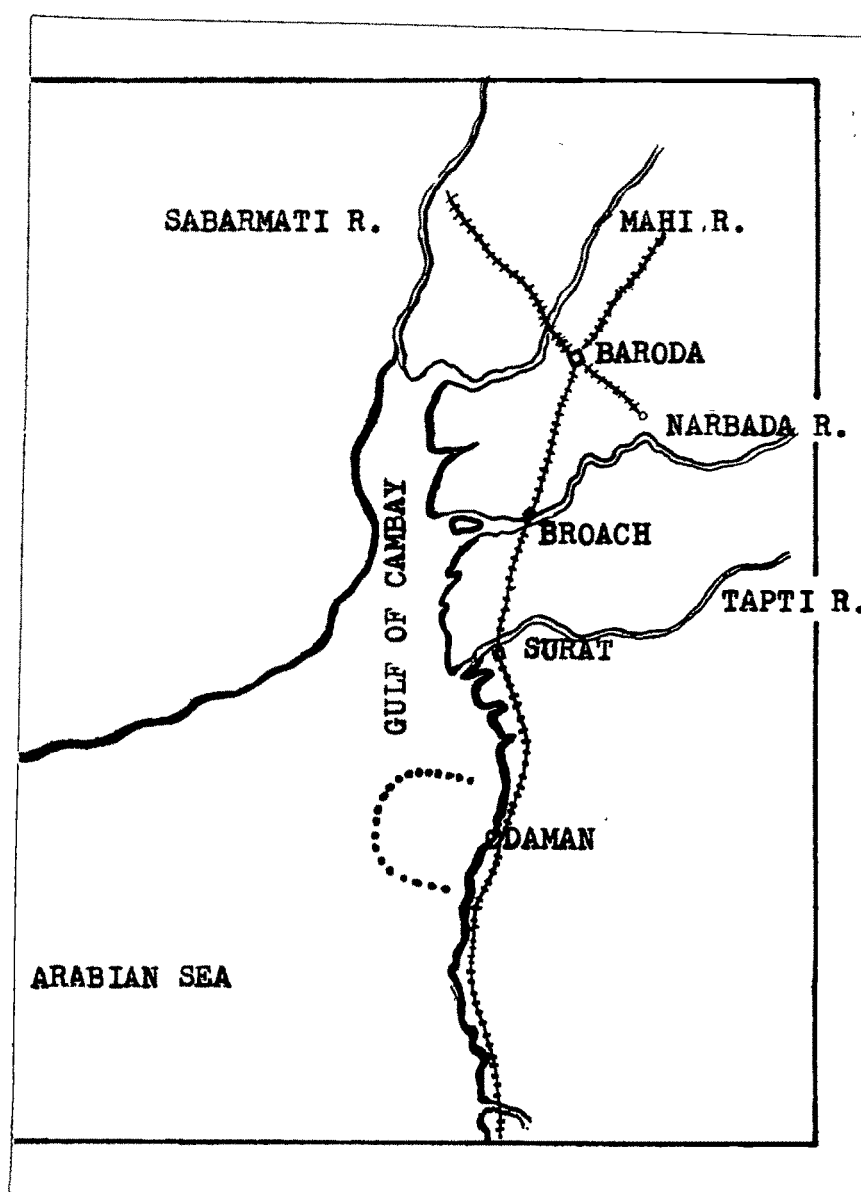 SABARMATI R.
MAHI R.
BARODA
NARBADA R.
GULF OF CAMBAY
BROACH
TAPTI R.
SURAT
DAMAN
ARABIAN SEA